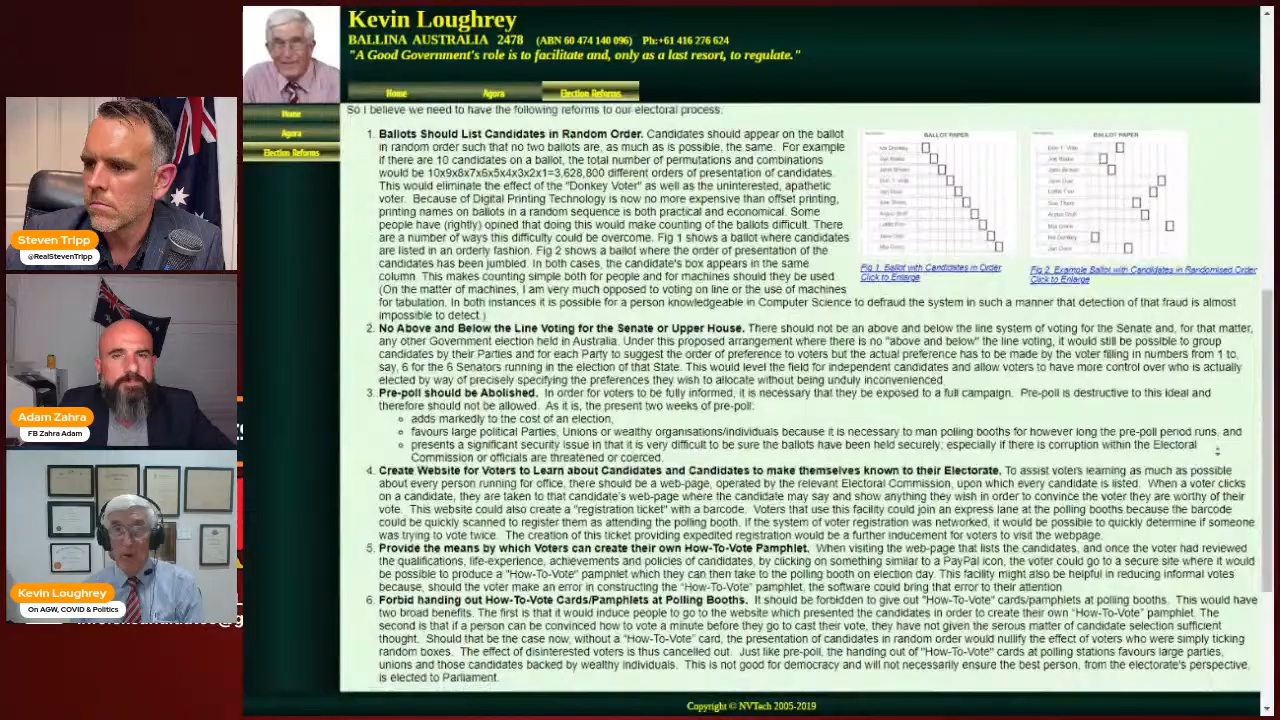 Kevin Loughrey
BALLINA AUSTRALIA 2478 (ABN 60 474 140 096) Ph:+61 416 276 624
"A Good Government's role is to facilitate and, only as a last resort, to regulate."
Home Agora Election Reforms
Home
Agora
Election Reforms
So I believe we need to have the following reforms to our electoral process.
1. Ballots Should List Candidates in Random Order. Candidates should appear on the ballot
in random order such that no two ballots are, as much as is possible, the same. For example
if there are 10 candidates on a ballot, the total number of permutations and combinations
would be 10x9x8x7x6x5x4x3x2x1=3,628,800 different orders of presentation of candidates.
This would eliminate the effect of the "Donkey Voter" as well as the uninterested, apathetic
voter. Because of Digital Printing Technology is now no more expensive than offset printing,
printing names on ballots in a random sequence is both practical and economical. Some
people have (rightly) opined that doing this would make counting of the ballots difficult. There
are a number of ways this difficulty could be overcome. Fig 1 shows a ballot where candidates
are listed in an orderly fashion. Fig 2 shows a ballot where the order of presentation of the
candidates has been jumbled. In both cases, the candidate's box appears in the same
column. This makes counting simple both for people and for machines should they be used
(On the matter of machines, I am very much opposed to voting on line or the use of machines
for tabulation. In both instances it is possible for a person knowledgeable in Computer Science to defraud the system in such a manner that detection of that fraud is almost
impossible to detect.)
BALLOT PAPER
BALLOT PAPER
Fig 1. Ballot with Candidates in Order
Click to Enlarge
Fig 2. Example Ballot with Candidates in Randomised Order
Click to Enlarge
2. No Above and Below the Line Voting for the Senate or Upper House. There should not be an above and below the line system of voting for the Senate and, for that matter,
any other Government election held in Australia. Under this proposed arrangement where there is no "above and below" the line voting, it would still be possible to group
candidates by their Parties and for each Party to suggest the order of preference to voters but the actual preference has to be made by the voter filling in numbers from 1 to,
say, 6 for the 6 Senators running in the election of that State. This would level the field for independent candidates and allow voters to have more control over who is actually
elected by way of precisely specifying the preferences they wish to allocate without being unduly inconvenienced.
3. Pre-poll should be Abolished. In order for voters to be fully informed, it is necessary that they be exposed to a full campaign. Pre-poll is destructive to this ideal and
therefore should not be allowed. As it is, the present two weeks of pre-poll:
adds markedly to the cost of an election,
favours large political Parties, Unions or wealthy organisations/individuals because it is necessary to man polling booths for however long the pre-poll period runs, and
presents a significant security issue in that it is very difficult to be sure the ballots have been held securely; especially if there is corruption within the Electoral
Commission or officials are threatened or coerced.
4. Create Website for Voters to Learn about Candidates and Candidates to make themselves known to their Electorate. To assist voters learning as much as possible
about every person running for office, there should be a web-page, operated by the relevant Electoral Commission, upon which every candidate is listed. When a voter clicks
on a candidate, they are taken to that candidate's web-page where the candidate may say and show anything they wish in order to convince the voter they are worthy of their
vote. This website could also create a "registration ticket" with a barcode. Voters that use this facility could join an express lane at the polling booths because the barcode
could be quickly scanned to register them as attending the polling booth. If the system of voter registration was networked, it would be possible to quickly determine if someone
was trying to vote twice. The creation of this ticket providing expedited registration would be a further inducement for voters to visit the webpage.
5. Provide the means by which Voters can create their own How-To-Vote Pamphlet. When visiting the web-page that lists the candidates, and once the voter had reviewed
the qualifications, life-experience, achievements and policies of candidates, by clicking on something similar to a PayPal icon, the voter could go to a secure site where it would
be possible to produce a "How-To-Vote" pamphlet which they can then take to the polling booth on election day. This facility might also be helpful in reducing informal votes
because, should the voter make an error in constructing the "How-To-Vote" pamphlet, the software could bring that error to their attention
6. Forbid handing out How-To-Vote Cards/Pamphlets at Polling Booths. It should be forbidden to give out "How-To-Vote" cards/pamphlets at polling booths. This would have
two broad benefits. The first is that it would induce people to go to the website which presented the candidates in order to create their own "How-To-Vote" pamphlet. The
second is that if a person can be convinced how to vote a minute before they go to cast their vote, they have not given the serous matter of candidate selection sufficient
thought. Should that be the case now, without a "How-To-Vote" card, the presentation of candidates in random order would nullify the effect of voters who were simply ticking
random boxes. The effect of disinterested voters is thus cancelled out. Just like pre-poll, the handing out of "How-To-Vote" cards at polling stations favours large parties,
unions and those candidates backed by wealthy individuals. This is not good for democracy and will not necessarily ensure the best person, from the electorate's perspective,
is elected to Parliament.
Copyright © NVTech 2005-2019
Steven Tripp
@RealStevenTripp
Adam Zahra
FB Zahra Adam
Kevin Loughrey
On AGW, COVID & Politics